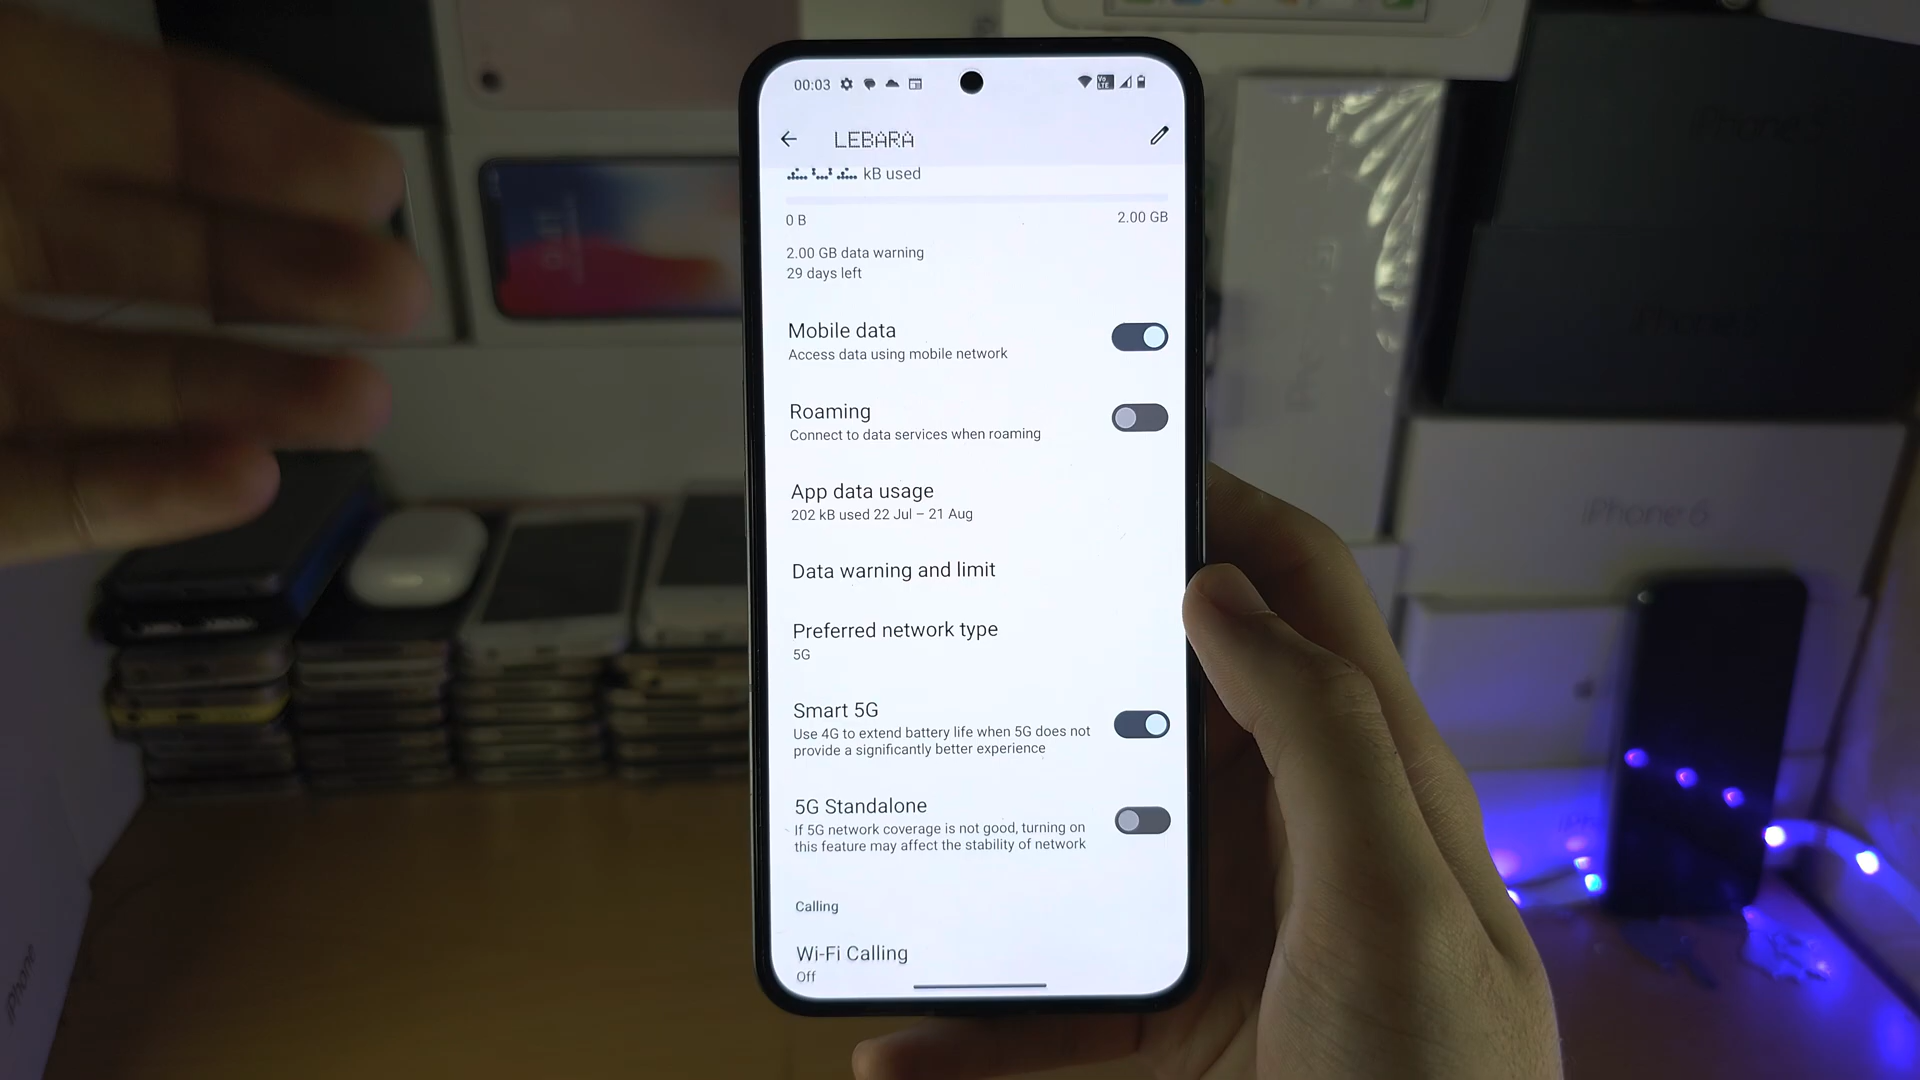 00:03
LEBARA
kB used
0 B
2.00 GB
2.00 GB data warning
29 days left
Mobile data
Access data using mobile network
Roaming
Connect to data services when roaming
App data usage
202 kB used 22 Jul – 21 Aug
Data warning and limit
Preferred network type
5G
Smart 5G
Use 4G to extend battery life when 5G does not
provide a significantly better experience
5G Standalone
If 5G network coverage is not good, turning on
this feature may affect the stability of network
Calling
Wi-Fi Calling
Off
iPhone 6
iPhone